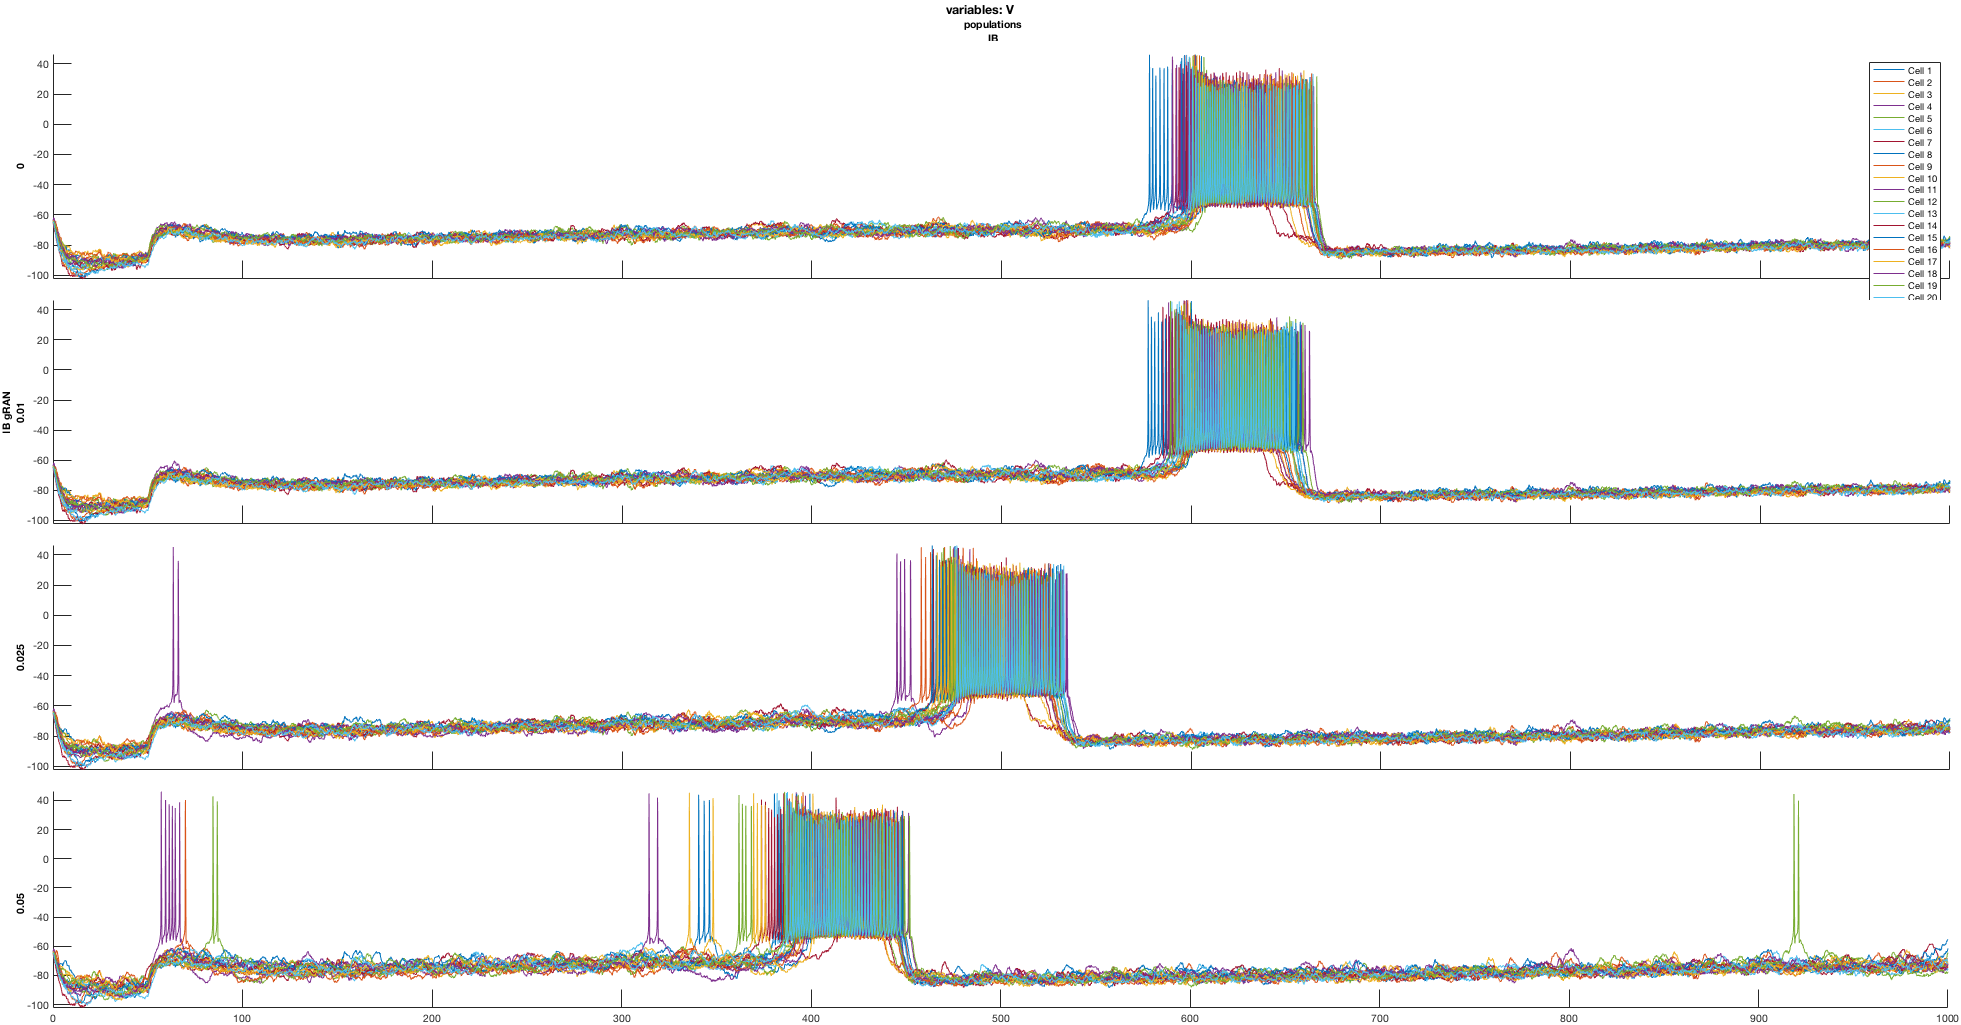 variables: V
populations
IB
40
20
0
-20
-40
-60
-80
-100
0
Cell 1
Cell 2
Cell 3
Cell 4
Cell 5
Cell 6
Cell 7
Cell 8
Cell 9
Cell 10
Cell 11
Cell 12
Cell 13
Cell 14
Cell 15
Cell 16
Cell 17
Cell 18
Cell 19
Cell 20
40
20
0
-20
-40
-60
-80
-100
IB gRAN
0.01
40
20
0
-20
-40
-60
-80
-100
0.025
40
20
0
-20
-40
-60
-80
-100
0.05
0 100 200 300 400 500 600 700 800 900 1000